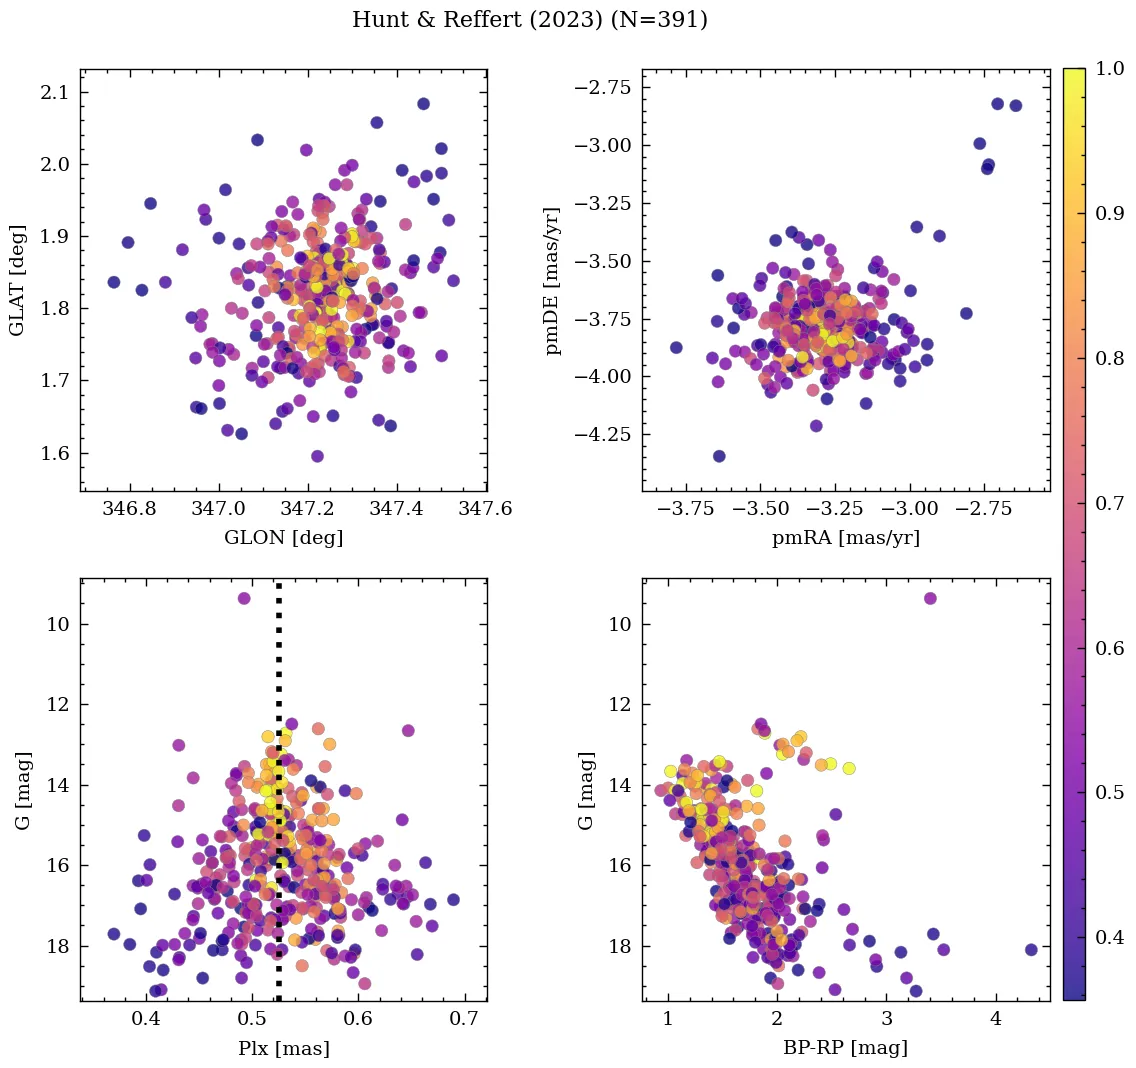 Hunt & Reffert (2023) (N=391)
2.1
2.0
1.9
1.8
1.7
1.6
GLAT [deg]
346.8 347.0 347.2 347.4 347.6
GLON [deg]
−2.75
−3.00
−3.25
−3.50
−3.75
−4.00
−4.25
pmDE [mas/yr]
−3.75 −3.50 −3.25 −3.00 −2.75
pmRA [mas/yr]
1.0
0.9
0.8
0.7
0.6
0.5
0.4
10
12
14
16
18
G [mag]
0.4 0.5 0.6 0.7
Plx [mas]
10
12
14
16
18
G [mag]
1 2 3 4
BP-RP [mag]